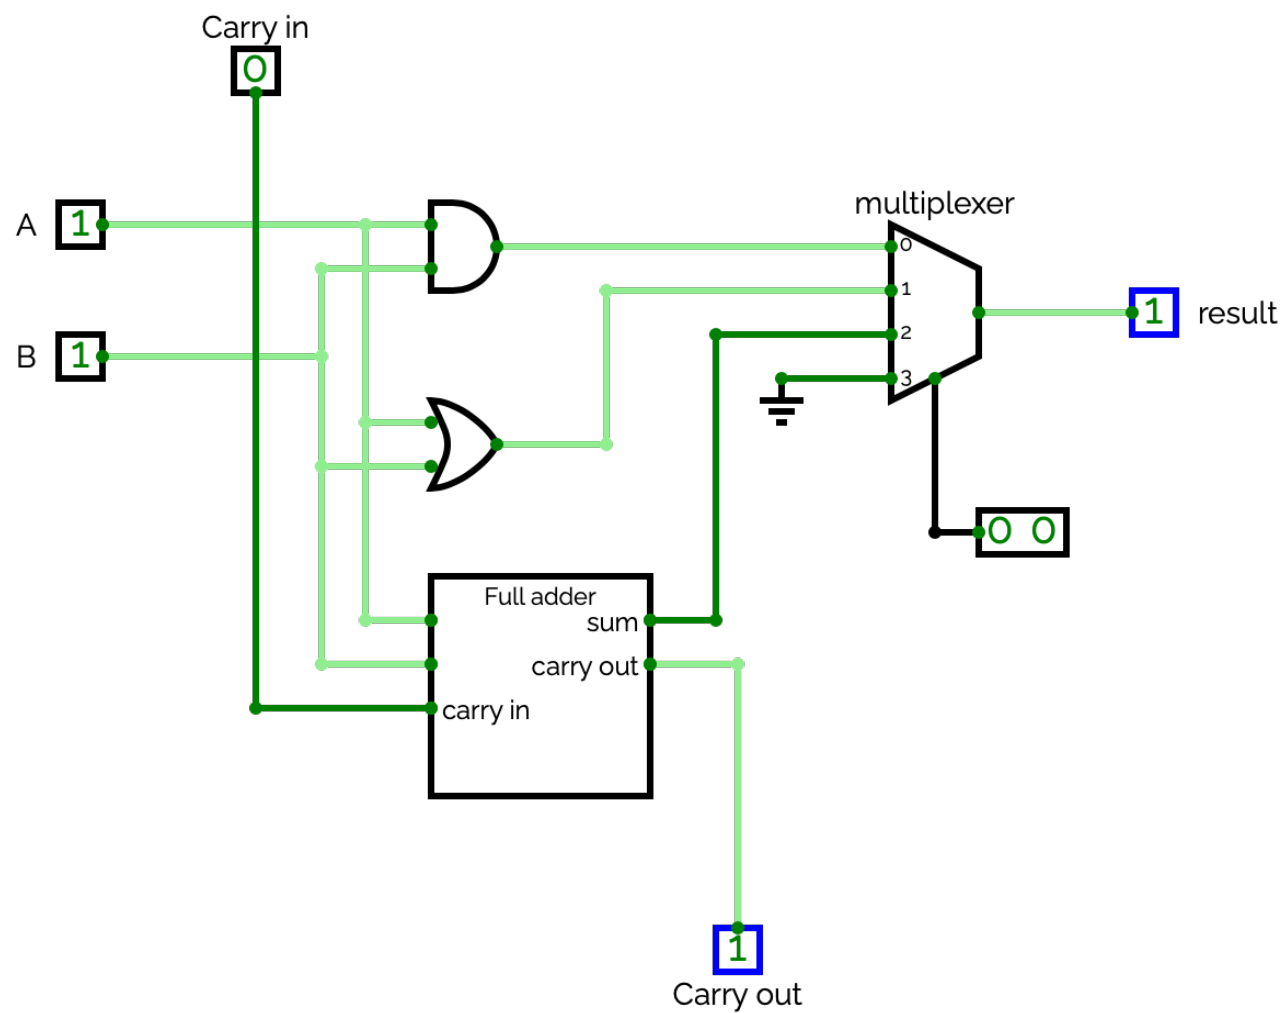 Carry in
0
A
1
multiplexer
0
1
2
3
1
result
B
1
0 0
Full adder
sum
carry out
carry in
1
Carry out